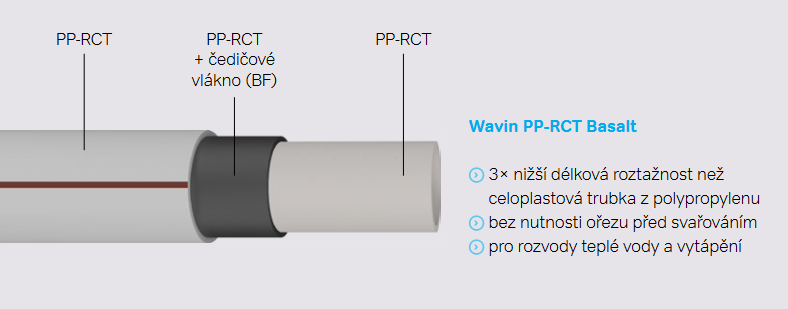 PP-RCT
PP-RCT
+ čedičové
vlákno (BF)
PP-RCT
Wavin PP-RCT Basalt
3× nižší délková roztažnost než
celoplastová trubka z polypropylenu
bez nutnosti ořezu před svařováním
pro rozvody teplé vody a vytápění